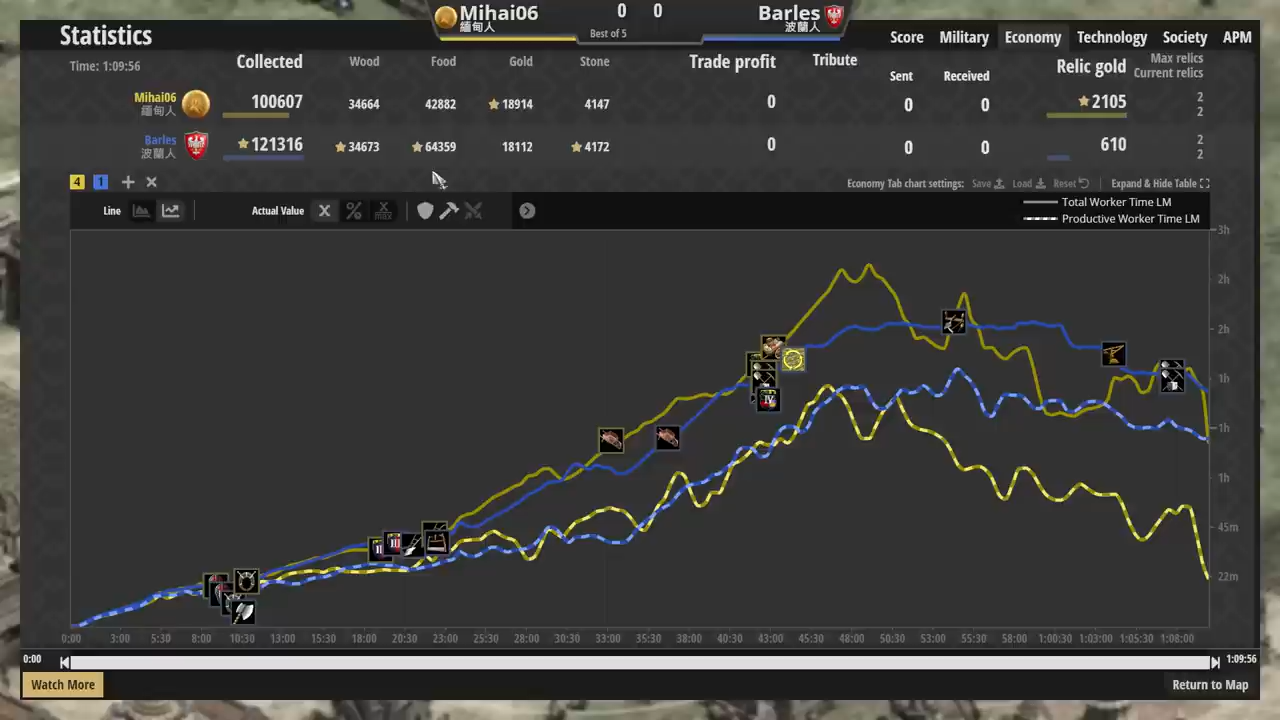 Mihai06 0 0 Barles
緬甸人 Best of 5 波蘭人
Statistics
Score Military Economy Technology Society APM
Time: 1:09:56
Collected Wood Food Gold Stone Trade profit Tribute Sent Received Relic gold Max relics
Current relics
Mihai06 100607 34664 42882 18914 4147 0 0 0 2105 2
緬甸人 2
Barles 121316 34673 64359 18112 4172 0 0 0 610 2
波蘭人 2
4 1 Economy Tab chart settings: Save Load Reset Expand & Hide Table
Line Actual Value X % X MAX
Total Worker Time LM
Productive Worker Time LM
3h
2h
2h
1h
1h
1h
45m
22m
II III IV
0:00 3:00 5:30 8:00 10:30 13:00 15:30 18:00 20:30 23:00 25:30 28:00 30:30 33:00 35:30 38:00 40:30 43:00 45:30 48:00 50:30 53:00 55:30 58:00 1:00:30 1:03:00 1:05:30 1:08:00
0:00 1:09:56
Watch More Return to Map